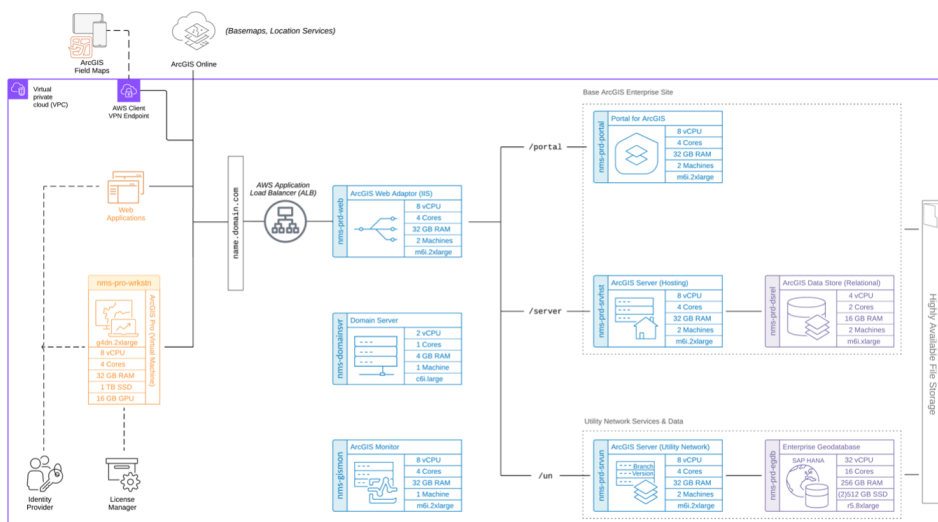 (Basemaps, Location Services)
ArcGIS
Field Maps
ArcGIS Online
Virtual
private
cloud (VPC)
AWS Client
VPN Endpoint
Base ArcGIS Enterprise Site
nms-prd-portal
Portal for ArcGIS
8 vCPU
4 Cores
32 GB RAM
2 Machines
m6i.2xlarge
/portal
Web
Applications
name.domain.com
AWS Application
Load Balancer (ALB)
nms-prd-web
ArcGIS Web Adaptor (IIS)
8 vCPU
4 Cores
32 GB RAM
2 Machines
m6i.2xlarge
nms-pro-wrkstn
ArcGIS Pro (Virtual Machine)
g4dn.2xlarge
8 vCPU
4 Cores
32 GB RAM
1 TB SSD
16 GB GPU
nms-domainsvr
Domain Server
2 vCPU
1 Cores
4 GB RAM
1 Machine
c6i.large
/server
nms-prd-srvhst
ArcGIS Server (Hosting)
8 vCPU
4 Cores
32 GB RAM
2 Machines
m6i.2xlarge
nms-prd-dsrel
ArcGIS Data Store (Relational)
4 vCPU
2 Cores
16 GB RAM
2 Machines
m6i.xlarge
Highly Available File Storage
Identity
Provider
License
Manager
nms-gismon
ArcGIS Monitor
8 vCPU
4 Cores
32 GB RAM
1 Machine
m6i.2xlarge
Utility Network Services & Data
/un
nms-prd-srvun
ArcGIS Server (Utility Network)
Branch
Version
8 vCPU
4 Cores
32 GB RAM
2 Machines
m6i.2xlarge
nms-prd-egdb
Enterprise Geodatabase
SAP HANA
32 vCPU
16 Cores
256 GB RAM
(2)512 GB SSD
r5.8xlarge